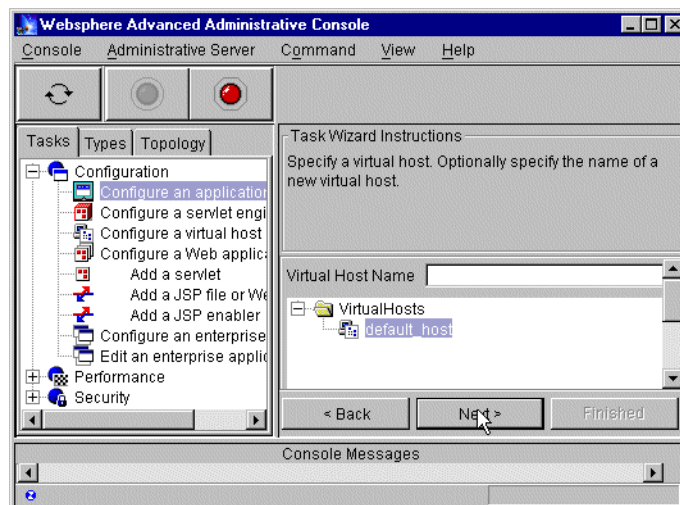 Websphere Advanced Administrative Console
Console Administrative Server Command View Help
Tasks Types Topology
Configuration
Configure an application
Configure a servlet engi
Configure a virtual host
Configure a Web applic
Add a servlet
Add a JSP file or We
Add a JSP enabler
Configure an enterprise
Edit an enterprise applic
Performance
Security
Task Wizard Instructions
Specify a virtual host. Optionally specify the name of a
new virtual host.
Virtual Host Name
VirtualHosts
default_host
< Back Next > Finished
Console Messages